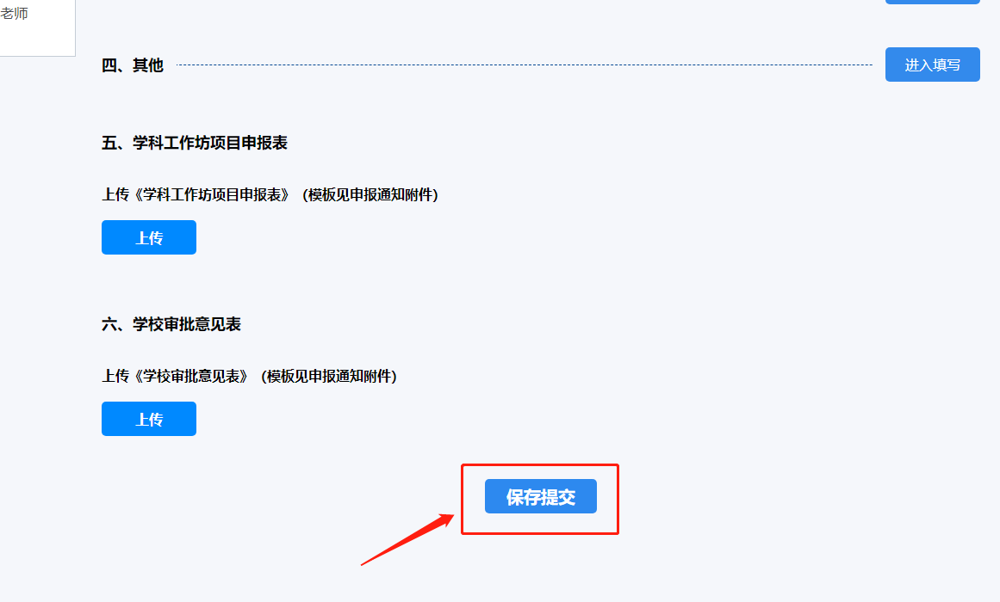 老师
四、其他
进入填写
五、学科工作坊项目申报表
上传《学科工作坊项目申报表》（模板见申报通知附件）
上传
六、学校审批意见表
上传《学校审批意见表》（模板见申报通知附件）
上传
保存提交